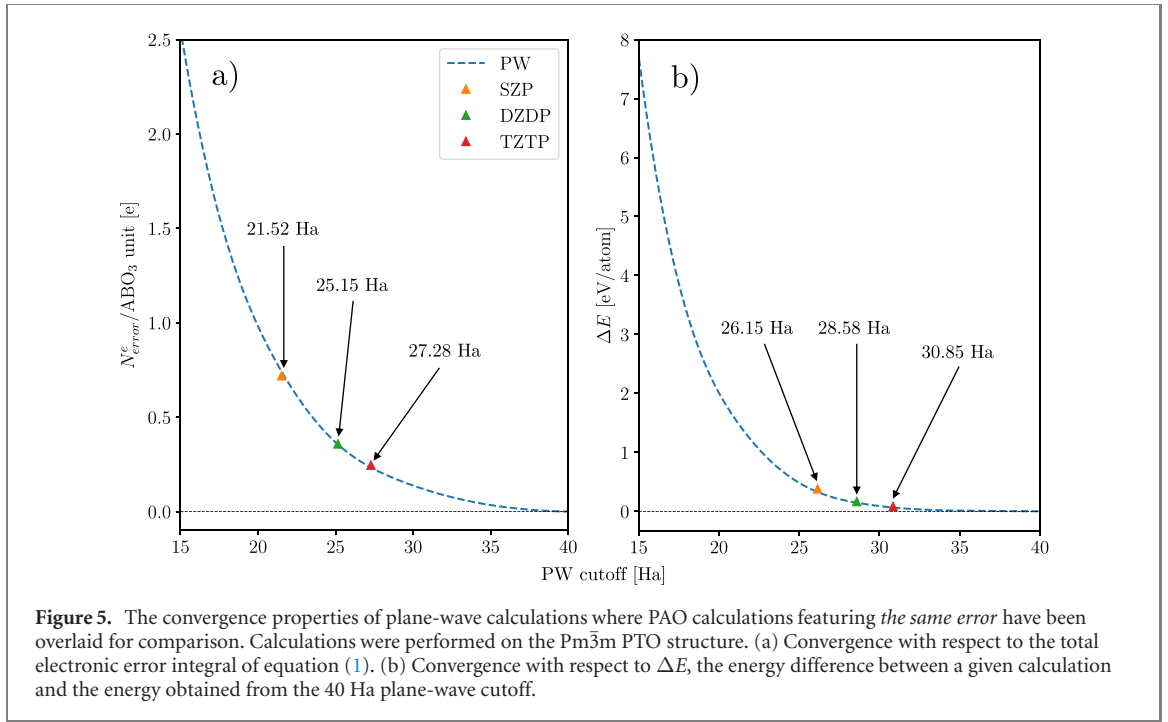 2.5
2.0
1.5
1.0
0.5
0.0
15
20
25
30
35
40
N^e_error/ABO₃ unit [e]
a)
PW
SZP
DZDP
TZTP
21.52 Ha
25.15 Ha
27.28 Ha
8
7
6
5
4
3
2
1
0
15
20
25
30
35
40
ΔE [eV/atom]
b)
26.15 Ha
28.58 Ha
30.85 Ha
PW cutoff [Ha]
Figure 5. The convergence properties of plane-wave calculations where PAO calculations featuring the same error have been
overlaid for comparison. Calculations were performed on the Pm3̄m PTO structure. (a) Convergence with respect to the total
electronic error integral of equation (1). (b) Convergence with respect to ΔE, the energy difference between a given calculation
and the energy obtained from the 40 Ha plane-wave cutoff.